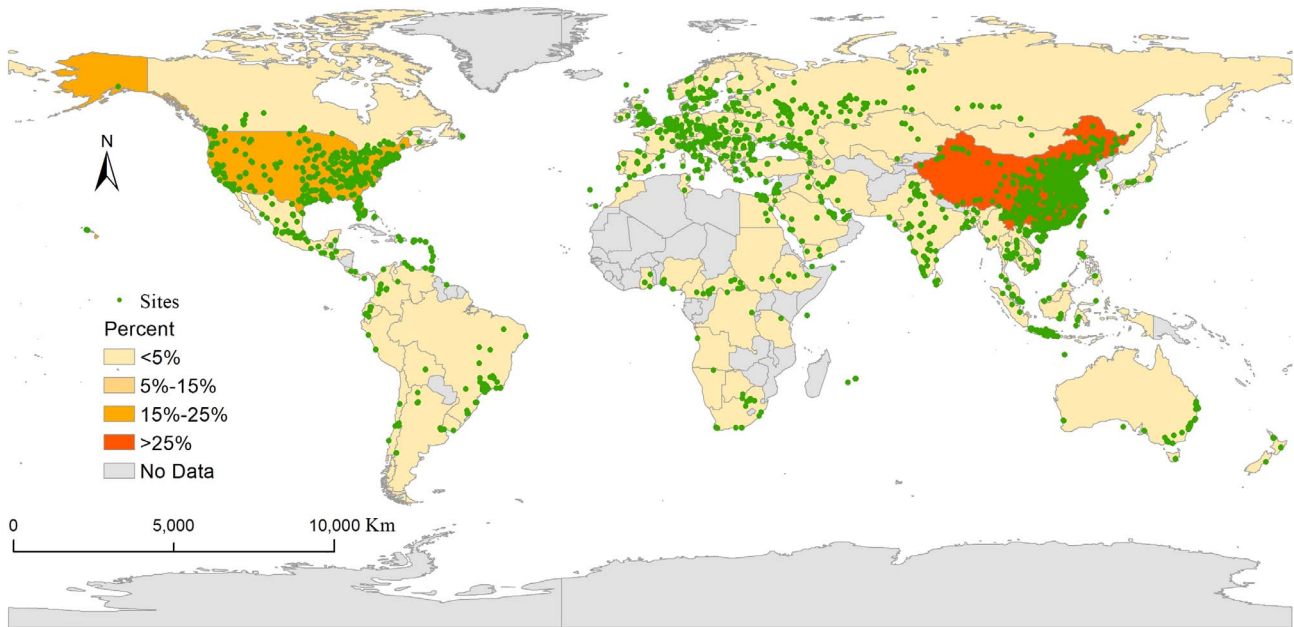 N
Sites
Percent
<5%
5%-15%
15%-25%
>25%
No Data
0 5,000 10,000 Km